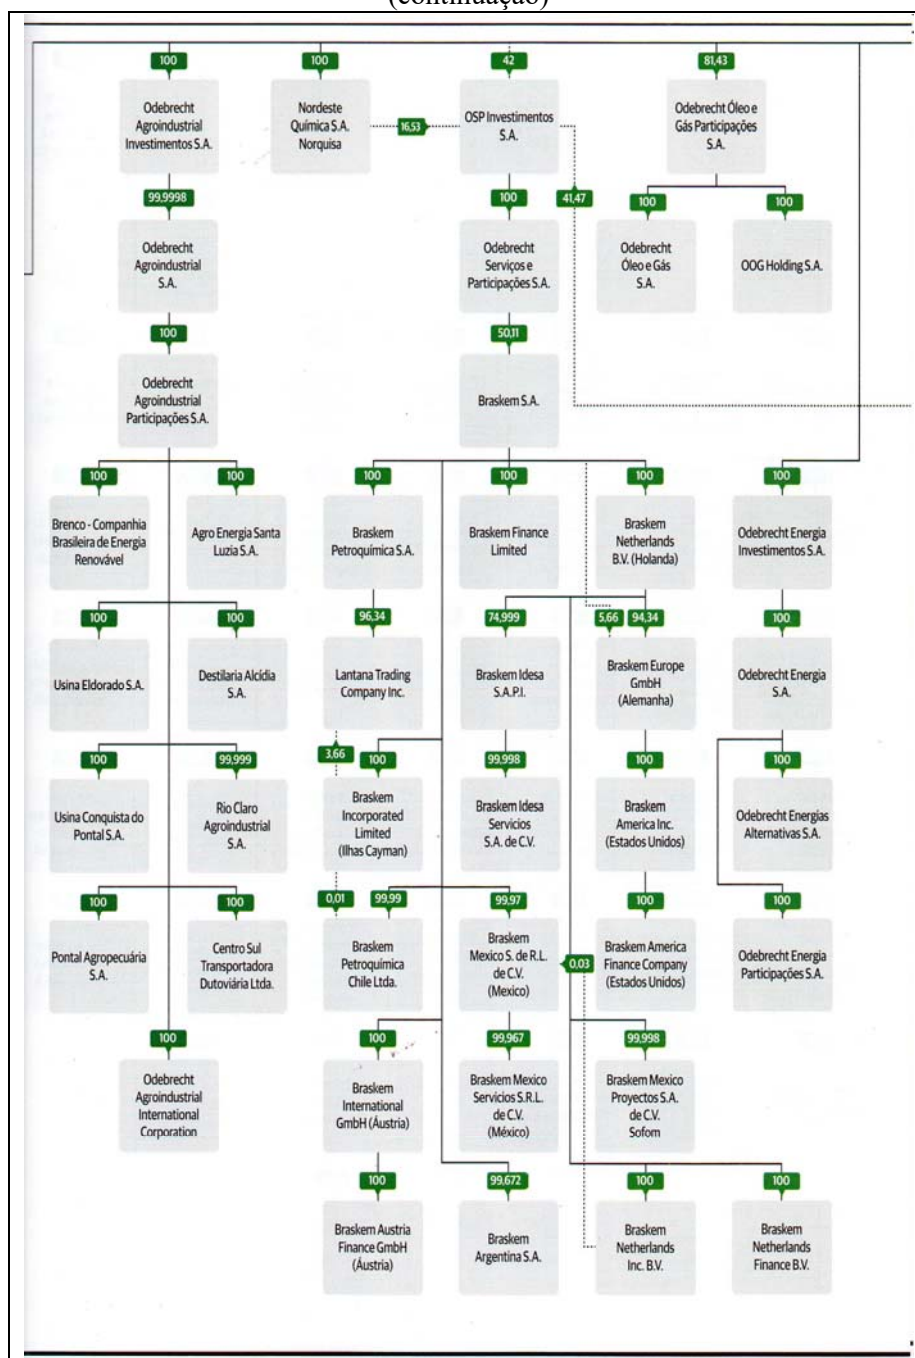 (continuação)
100
100
42
81,43
Odebrecht
Agroindustrial
Investimentos S.A.
Nordeste
Química S.A.
Norquisa
16,53
OSP Investimentos
S.A.
Odebrecht Óleo e
Gás Participações
S.A.
99,9998
100
41,47
100
100
Odebrecht
Agroindustrial
S.A.
Odebrecht
Serviços e
Participações S.A.
Odebrecht
Óleo e Gás
S.A.
OOG Holding S.A.
100
50,11
Odebrecht
Agroindustrial
Participações S.A.
Braskem S.A.
100
100
100
100
100
100
Brenco - Companhia
Brasileira de Energia
Renovável
Agro Energia Santa
Luzia S.A.
Braskem
Petroquímica S.A.
Braskem Finance
Limited
Braskem
Netherlands
B.V. (Holanda)
Odebrecht Energia
Investimentos S.A.
100
100
96,34
74,999
5,66
94,34
100
Usina Eldorado S.A.
Destilaria Alcídia
S.A.
Lantana Trading
Company Inc.
Braskem Idesa
S.A.P.I.
Braskem Europe
GmbH
(Alemanha)
Odebrecht Energia
S.A.
100
99,999
3,66
100
99,998
100
100
Usina Conquista do
Pontal S.A.
Rio Claro
Agroindustrial
S.A.
Braskem
Incorporated
Limited
(Ilhas Cayman)
Braskem Idesa
Servicios
S.A. de C.V.
Braskem
America Inc.
(Estados Unidos)
Odebrecht Energias
Alternativas S.A.
100
100
0,01
99,99
99,97
100
100
Pontal Agropecuária
S.A.
Centro Sul
Transportadora
Dutoviária Ltda.
Braskem
Petroquímica
Chile Ltda.
Braskem
Mexico S. de R.L.
de C.V.
(Mexico)
0,03
Braskem America
Finance Company
(Estados Unidos)
Odebrecht Energia
Participações S.A.
100
100
99,967
99,998
Odebrecht
Agroindustrial
International
Corporation
Braskem
International
GmbH (Áustria)
Braskem Mexico
Servicios S.R.L.
de C.V.
(México)
Braskem Mexico
Proyectos S.A.
de C.V.
Sofom
100
99,672
100
100
Braskem Austria
Finance GmbH
(Áustria)
Braskem
Argentina S.A.
Braskem
Netherlands
Inc. B.V.
Braskem
Netherlands
Finance B.V.